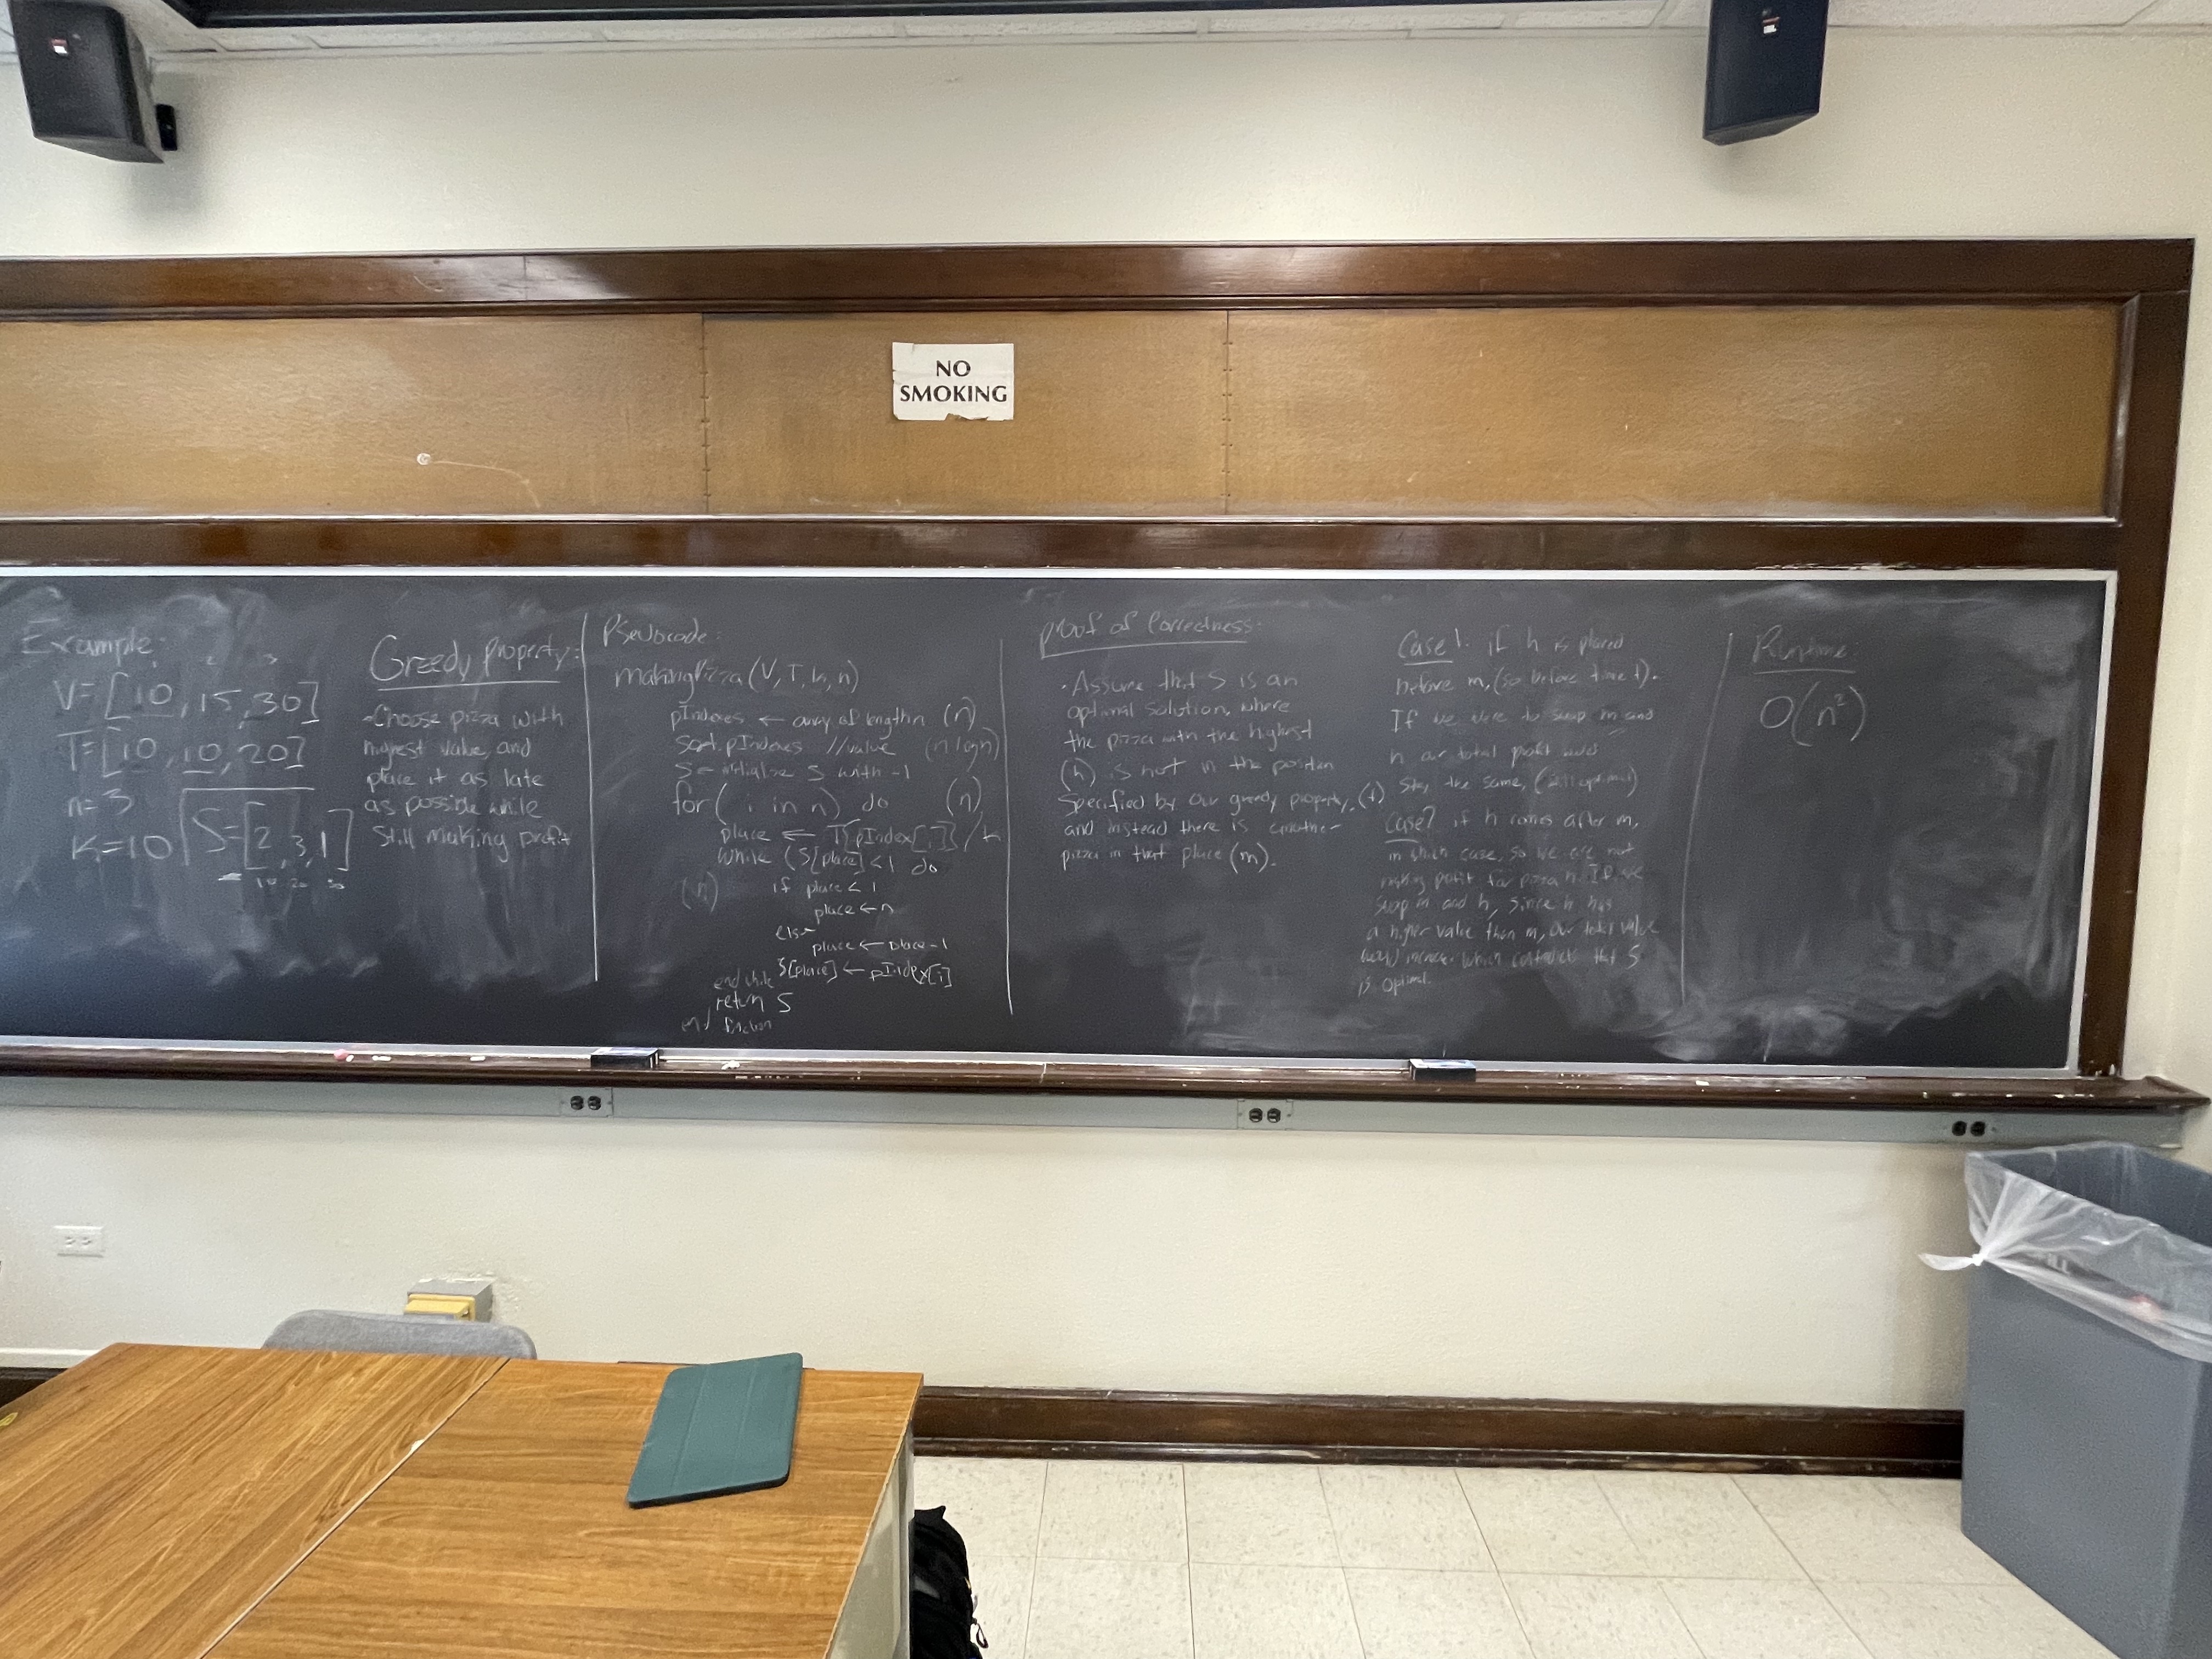 NO
SMOKING
Example:
1 2 3
V=[10, 15, 30]
T=[10, 10, 20]
n=3
K=10
S=[2, 3, 1]
10 20 30
Greedy Property:
-Choose pizza with
highest value, and
place it as late
as possible while
still making profit
Pseudocode:
making Pizza (V, T, k, n)
pIndexes ← array of length n (n)
Sort pIndexes //value (n log n)
S ← initialize S with -1
for ( i in n) do (n)
place ← T[pIndex[i]] / k
while (S[place] < 1 do
(n) if place < 1
place ← n
else
place ← place - 1
S[place] ← pIndex[i]
end while
return S
end function
Proof of Correctness:
• Assume that S is an
optimal solution, where
the pizza with the highest
(h) is not in the position
specified by our greedy property, (t)
and instead there is another
pizza in that place (m).
Case 1: if h is placed
before m, (so before time t).
If we were to swap m and
h our total profit would
stay the same, (still optimal)
Case 2 if h comes after m,
in which case, so we are not
making profit for pizza h. If we
swap m and h, since h has
a higher value than m, our total value
would increase which contradicts that S
is optimal.
Runtime:
O(n²)